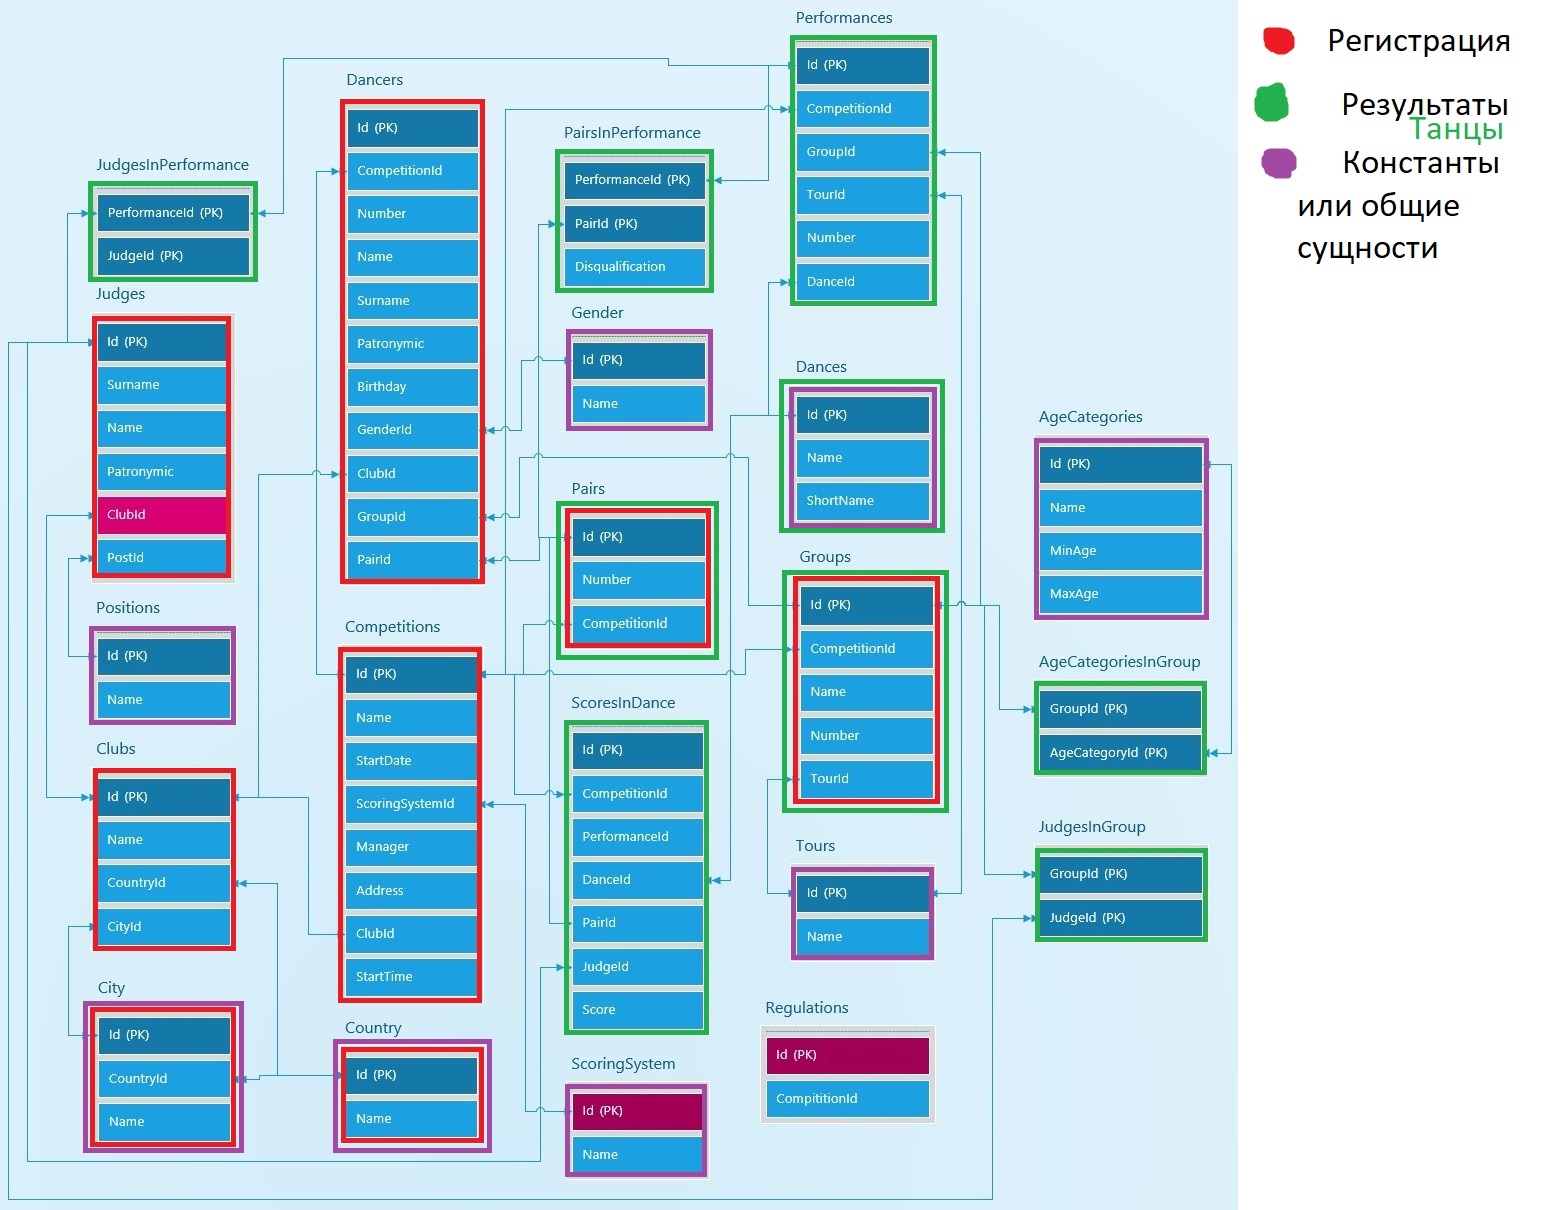 JudgesInPerformance
PerformanceId (PK)
JudgeId (PK)
Judges
Id (PK)
Surname
Name
Patronymic
ClubId
PostId
Positions
Id (PK)
Name
Clubs
Id (PK)
Name
CountryId
CityId
City
Id (PK)
CountryId
Name
Dancers
Id (PK)
CompetitionId
Number
Name
Surname
Patronymic
Birthday
GenderId
ClubId
GroupId
PairId
Competitions
Id (PK)
Name
StartDate
ScoringSystemId
Manager
Address
ClubId
StartTime
Country
Id (PK)
Name
PairsInPerformance
PerformanceId (PK)
PairId (PK)
Disqualification
Gender
Id (PK)
Name
Pairs
Id (PK)
Number
CompetitionId
ScoresInDance
Id (PK)
CompetitionId
PerformanceId
DanceId
PairId
JudgeId
Score
ScoringSystem
Id (PK)
Name
Performances
Id (PK)
CompetitionId
GroupId
TourId
Number
DanceId
Dances
Id (PK)
Name
ShortName
Groups
Id (PK)
CompetitionId
Name
Number
TourId
Tours
Id (PK)
Name
Regulations
Id (PK)
CompititionId
AgeCategories
Id (PK)
Name
MinAge
MaxAge
AgeCategoriesInGroup
GroupId (PK)
AgeCategoryId (PK)
JudgesInGroup
GroupId (PK)
JudgeId (PK)
Регистрация
Результаты
Танцы
Константы
или общие
сущности